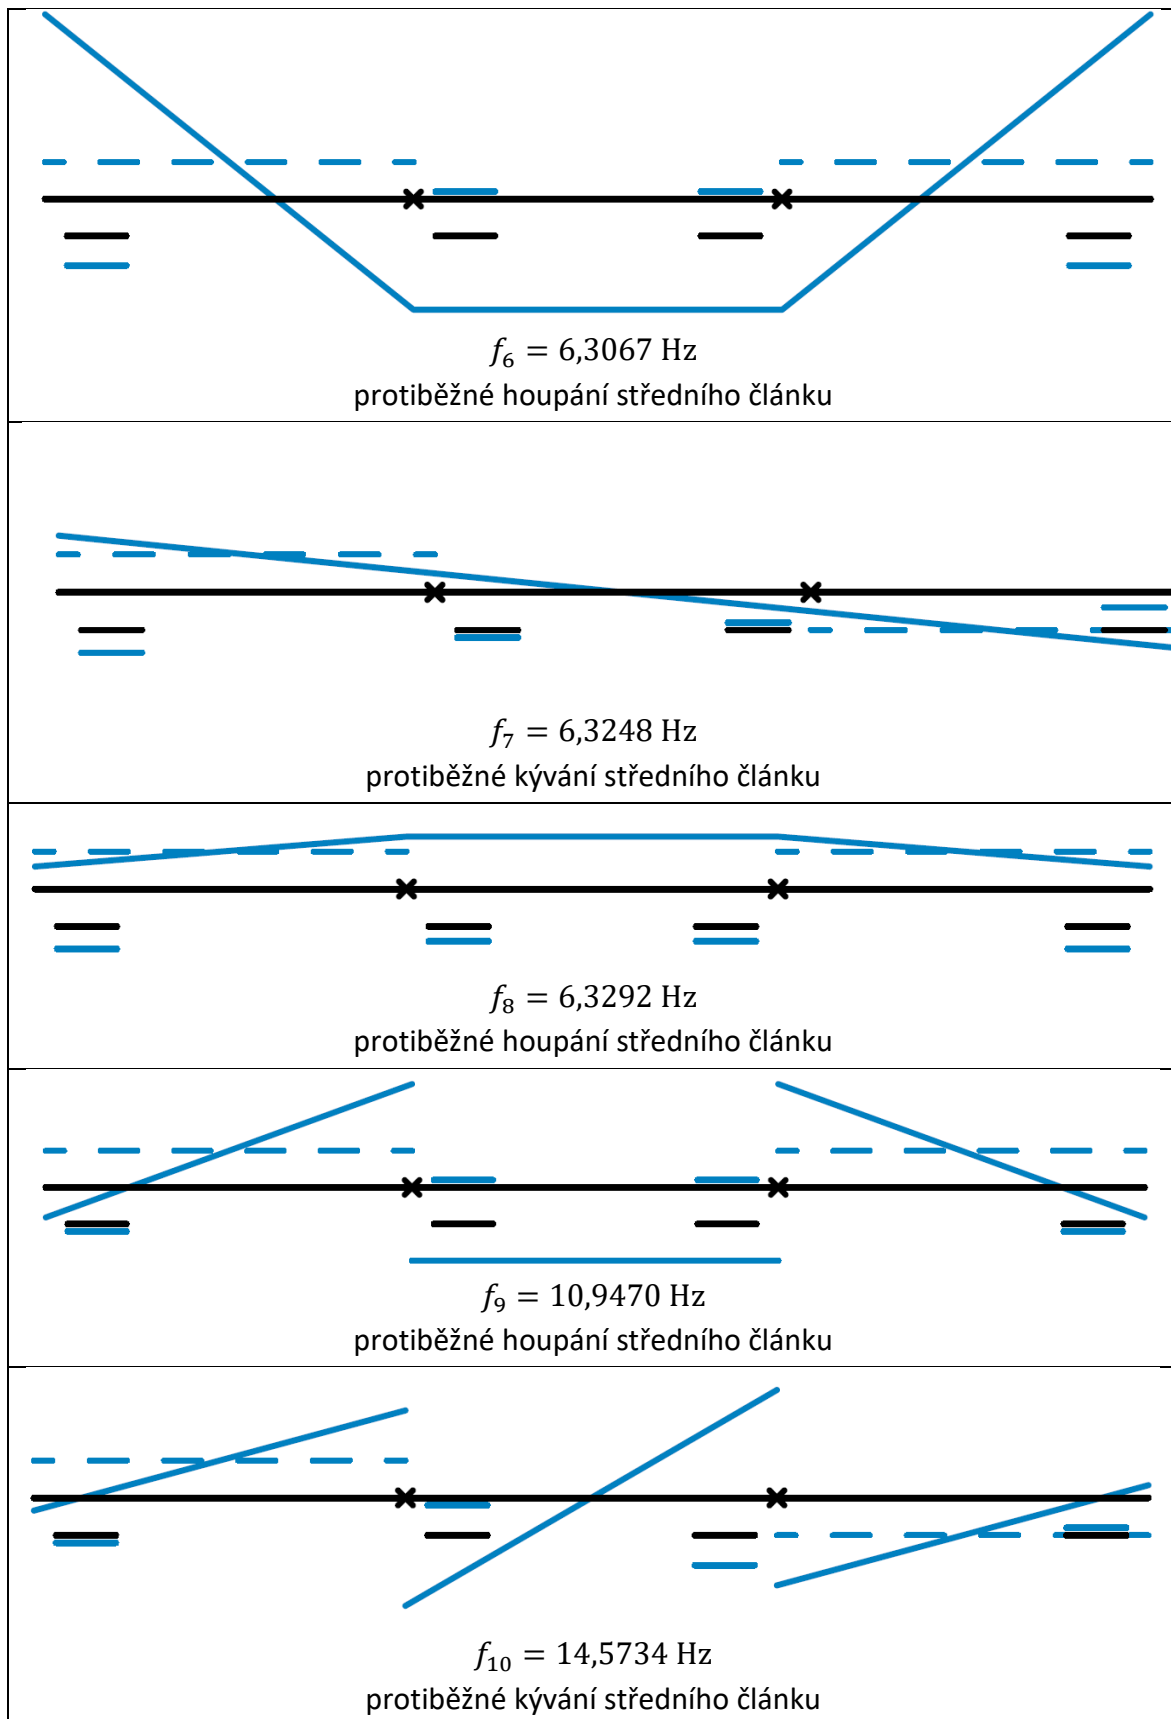 f₆ = 6,3067 Hz
protiběžné houpání středního článku
f₇ = 6,3248 Hz
protiběžné kývání středního článku
f₈ = 6,3292 Hz
protiběžné houpání středního článku
f₉ = 10,9470 Hz
protiběžné houpání středního článku
f₁₀ = 14,5734 Hz
protiběžné kývání středního článku